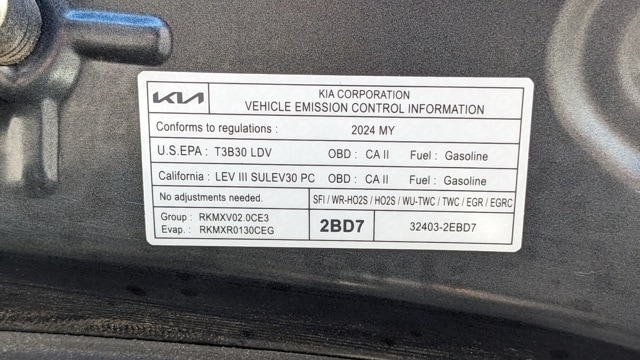 KIA
KIA CORPORATION
VEHICLE EMISSION CONTROL INFORMATION
Conforms to regulations : 2024 MY
U.S.EPA : T3B30 LDV OBD : CA II Fuel : Gasoline
California : LEV III SULEV30 PC OBD : CA II Fuel : Gasoline
No adjustments needed. SFI / WR-HO2S / HO2S / WU-TWC / TWC / EGR / EGRC
Group : RKMXV02.0CE3
Evap. : RKMXR0130CEG
2BD7 32403-2EBD7